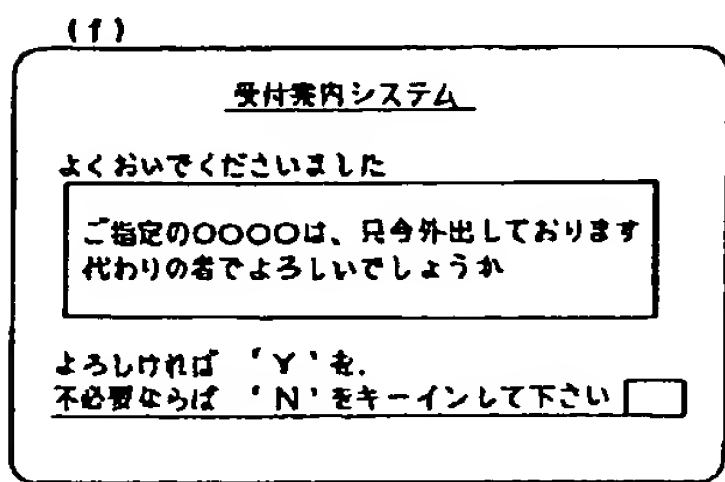 (f)
受付案内システム
よくおいでくださいました
ご指定の〇〇〇〇は、只今外出しております
代わりの者でよろしいでしょうか
よろしければ 'Y'を.
不必要ならば 'N'をキーインして下さい